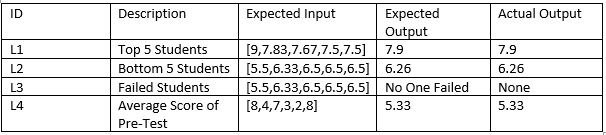 ID Description Expected Input Expected Output Actual Output
L1 Top 5 Students [9,7.83,7.67,7.5,7.5] 7.9 7.9
L2 Bottom 5 Students [5.5,6.33,6.5,6.5,6.5] 6.26 6.26
L3 Failed Students [5.5,6.33,6.5,6.5,6.5] No One Failed None
L4 Average Score of Pre-Test [8,4,7,3,2,8] 5.33 5.33